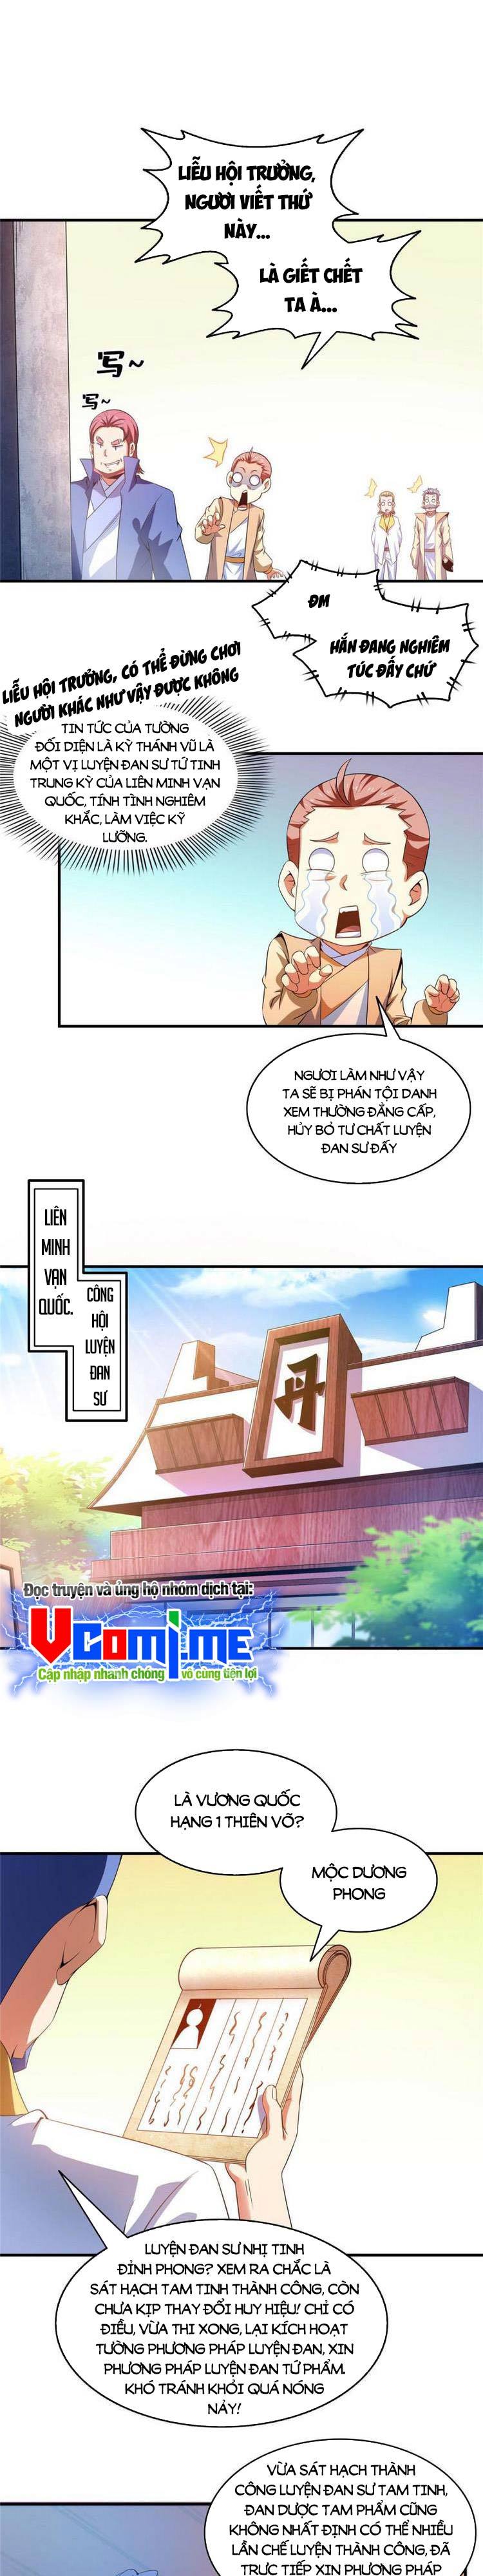 LIỄU HỘI TRƯỞNG,
NGƯƠI VIẾT THỨ
NÀY...
LÀ GIẾT CHẾT
TA À...
写~
写~
ĐM
HẮN ĐANG NGHIÊM
TÚC ĐẤY CHỨ
LIỄU HỘI TRƯỞNG, CÓ THỂ ĐỪNG CHƠI
NGƯỜI KHÁC NHƯ VẬY ĐƯỢC KHÔNG
TIN TỨC CỦA TƯỜNG
ĐỐI DIỆN LÀ KỲ THÁNH VŨ LÀ
MỘT VỊ LUYỆN ĐAN SƯ TỨ TINH
TRUNG KỲ CỦA LIÊN MINH VẠN
QUỐC, TÍNH TÌNH NGHIÊM
KHẮC, LÀM VIỆC KỸ
LƯỠNG.
NGƯƠI LÀM NHƯ VẬY
TA SẼ BỊ PHÁN TỘI DANH
XEM THƯỜNG ĐẲNG CẤP,
HỦY BỎ TƯ CHẤT LUYỆN
ĐAN SƯ ĐẤY
LIÊN
MINH
VẠN
QUỐC.
CÔNG
HỘI
LUYỆN
ĐAN
SƯ
丹
Đọc truyện và ủng hộ nhóm dịch tại:
VComi.me
Cập nhập nhanh chóng vô cùng tiện lợi
LÀ VƯƠNG QUỐC
HẠNG 1 THIÊN VÕ?
MỘC DƯƠNG
PHONG
LUYỆN ĐAN SƯ NHỊ TINH
ĐỈNH PHONG? XEM RA CHẮC LÀ
SÁT HẠCH TAM TINH THÀNH CÔNG, CÒN
CHƯA KỊP THAY ĐỔI HUY HIỆU! CHỈ CÓ
ĐIỀU, VỪA THI XONG, LẠI KÍCH HOẠT
TƯỜNG PHƯƠNG PHÁP LUYỆN ĐAN, XIN
PHƯƠNG PHÁP LUYỆN ĐAN TỨ PHẨM.
KHÓ TRÁNH KHỎI QUÁ NÓNG
NẢY!
VỪA SÁT HẠCH THÀNH
CÔNG LUYỆN ĐAN SƯ TAM TINH,
ĐAN DƯỢC TAM PHẨM CŨNG
KHÔNG NHẤT ĐỊNH CÓ THỂ NHIỀU
LẦN CHẾ LUYỆN THÀNH CÔNG, ĐÃ
TRỰC TIẾP XIN PHƯƠNG PHÁP